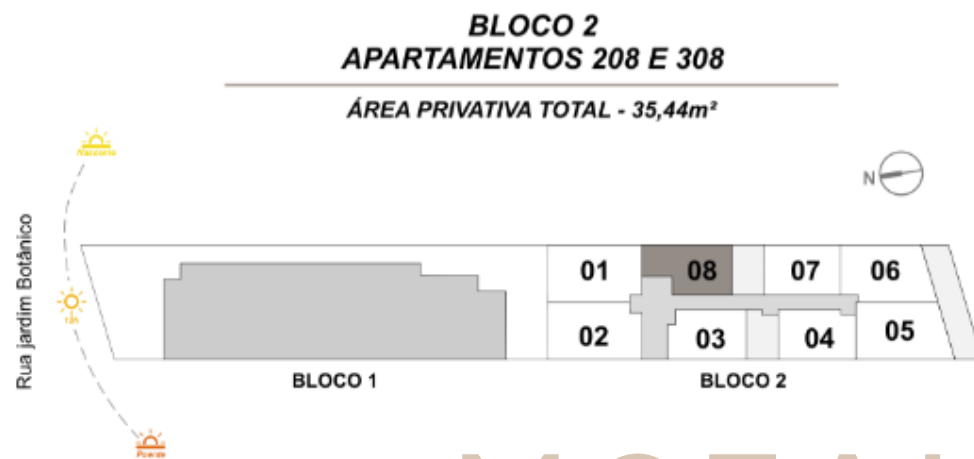 BLOCO 2
APARTAMENTOS 208 E 308
ÁREA PRIVATIVA TOTAL - 35,44m²
Nascente
N
Rua jardim Botânico
01
08
07
06
12h
02
03
04
05
BLOCO 1
BLOCO 2
Poente